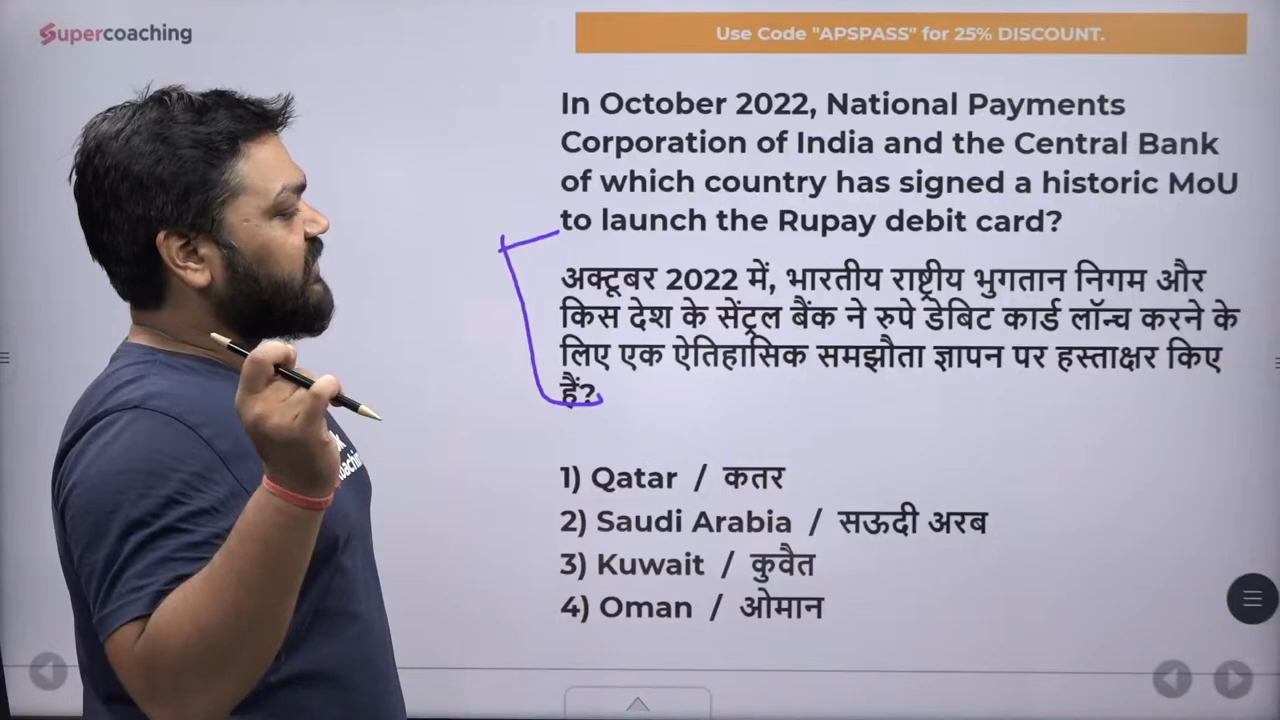 Supercoaching
Use Code "APSPASS" for 25% DISCOUNT.
In October 2022, National Payments
Corporation of India and the Central Bank
of which country has signed a historic MoU
to launch the Rupay debit card?
अक्टूबर 2022 में, भारतीय राष्ट्रीय भुगतान निगम और
किस देश के सेंट्रल बैंक ने रुपे डेबिट कार्ड लॉन्च करने के
लिए एक ऐतिहासिक समझौता ज्ञापन पर हस्ताक्षर किए
हैं?
1) Qatar / कतर
2) Saudi Arabia / सऊदी अरब
3) Kuwait / कुवैत
4) Oman / ओमान